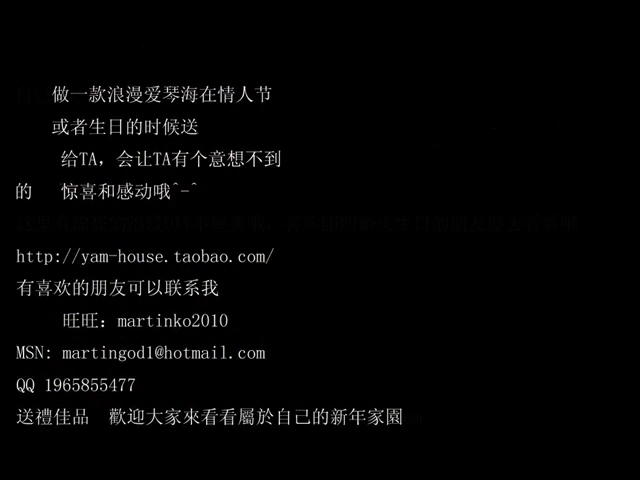 做一款浪漫爱琴海在情人节
或者生日的时候送
给TA，会让TA有个意想不到
的 惊喜和感动哦^-^
http://yam-house.taobao.com/
有喜欢的朋友可以联系我
旺旺：martinko2010
MSN: martingod1@hotmail.com
QQ 1965855477
送禮佳品 歡迎大家來看看屬於自己的新年家園